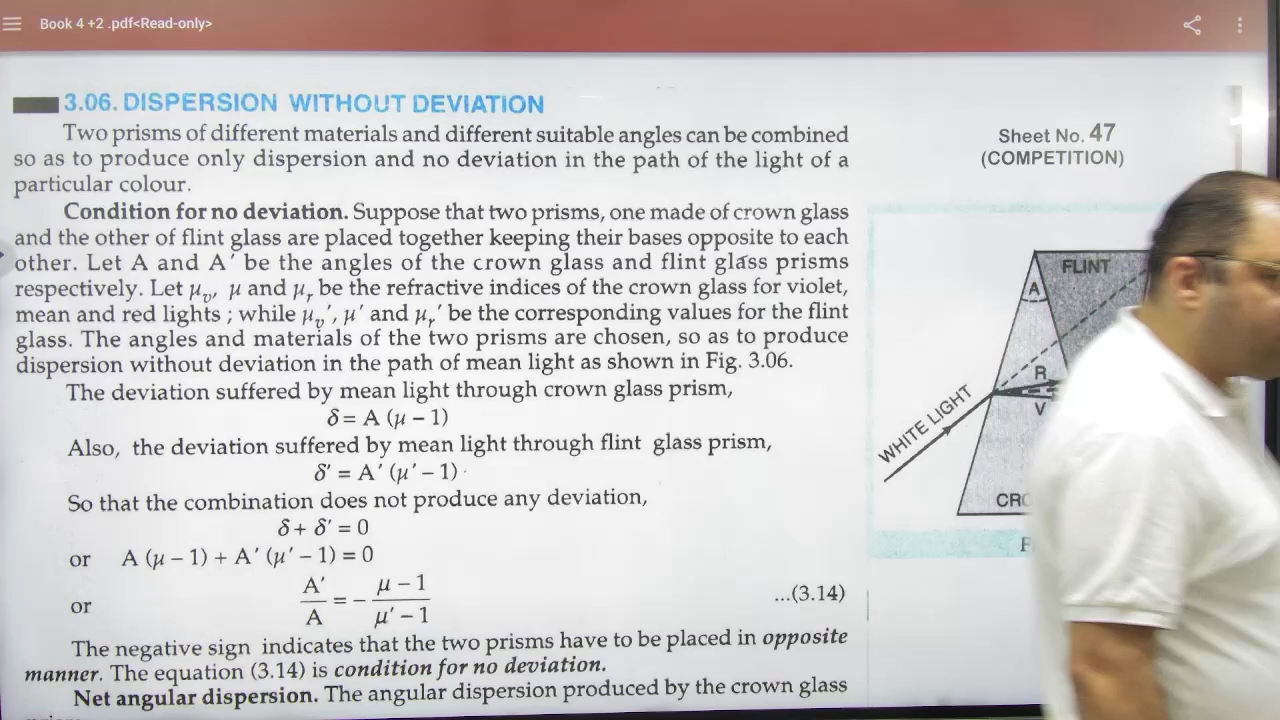 Book 4 +2 .pdf<Read-only>
3.06. DISPERSION WITHOUT DEVIATION
Two prisms of different materials and different suitable angles can be combined
so as to produce only dispersion and no deviation in the path of the light of a
particular colour.
Condition for no deviation. Suppose that two prisms, one made of crown glass
and the other of flint glass are placed together keeping their bases opposite to each
other. Let A and A′ be the angles of the crown glass and flint glass prisms
respectively. Let μᵥ, μ and μᵣ be the refractive indices of the crown glass for violet,
mean and red lights ; while μᵥ′, μ′ and μᵣ′ be the corresponding values for the flint
glass. The angles and materials of the two prisms are chosen, so as to produce
dispersion without deviation in the path of mean light as shown in Fig. 3.06.
The deviation suffered by mean light through crown glass prism,
δ = A (μ − 1)
Also, the deviation suffered by mean light through flint glass prism,
δ′ = A′ (μ′ − 1)
So that the combination does not produce any deviation,
δ + δ′ = 0
or A (μ − 1) + A′ (μ′ − 1) = 0
or A′/A = − (μ − 1)/(μ′ − 1) ...(3.14)
The negative sign indicates that the two prisms have to be placed in opposite
manner. The equation (3.14) is condition for no deviation.
Net angular dispersion. The angular dispersion produced by the crown glass
Sheet No. 47
(COMPETITION)
FLINT
A
R
V
WHITE LIGHT